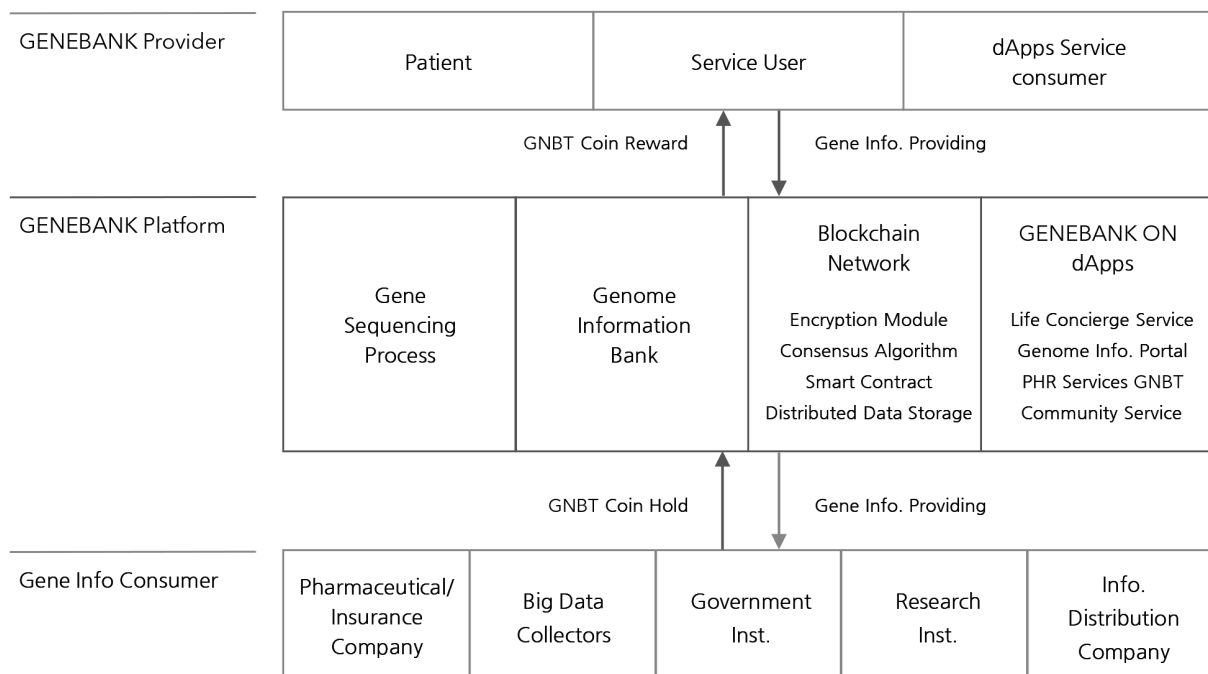 GENEBANK Provider
Patient
Service User
dApps Service
consumer
GNBT Coin Reward
Gene Info. Providing
GENEBANK Platform
Gene
Sequencing
Process
Genome
Information
Bank
Blockchain
Network
Encryption Module
Consensus Algorithm
Smart Contract
Distributed Data Storage
GENEBANK ON
dApps
Life Concierge Service
Genome Info. Portal
PHR Services GNBT
Community Service
GNBT Coin Hold
Gene Info. Providing
Gene Info Consumer
Pharmaceutical/
Insurance
Company
Big Data
Collectors
Government
Inst.
Research
Inst.
Info.
Distribution
Company